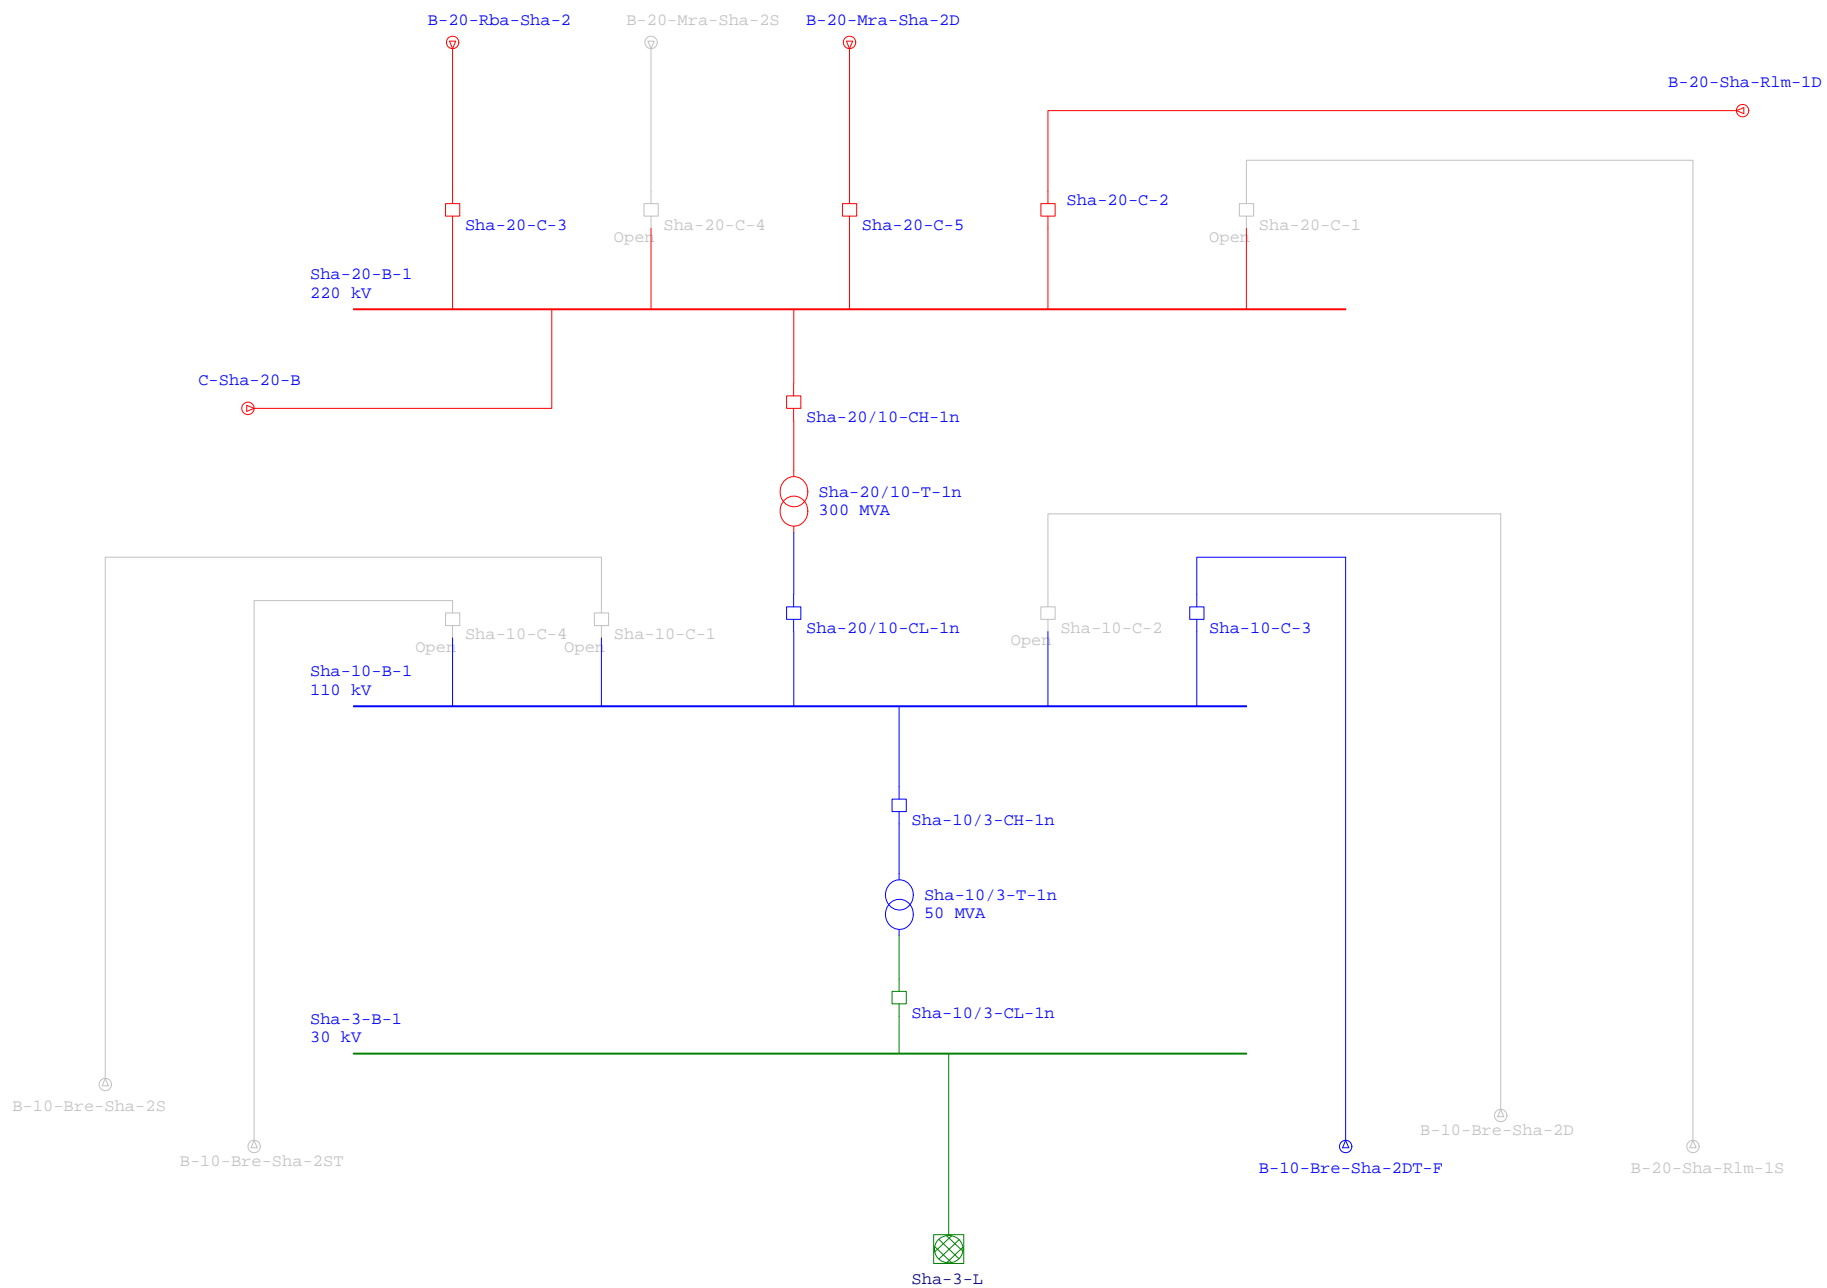 B-20-Rba-Sha-2
B-20-Mra-Sha-2S
B-20-Mra-Sha-2D
B-20-Sha-Rlm-1D
Sha-20-C-3
Open
Sha-20-C-4
Sha-20-C-5
Sha-20-C-2
Open
Sha-20-C-1
Sha-20-B-1
220 kV
C-Sha-20-B
Sha-20/10-CH-1n
Sha-20/10-T-1n
300 MVA
Open
Sha-10-C-4
Open
Sha-10-C-1
Sha-20/10-CL-1n
Open
Sha-10-C-2
Sha-10-C-3
Sha-10-B-1
110 kV
Sha-10/3-CH-1n
Sha-10/3-T-1n
50 MVA
Sha-10/3-CL-1n
Sha-3-B-1
30 kV
B-10-Bre-Sha-2S
B-10-Bre-Sha-2ST
B-10-Bre-Sha-2DT-F
B-10-Bre-Sha-2D
B-20-Sha-Rlm-1S
Sha-3-L